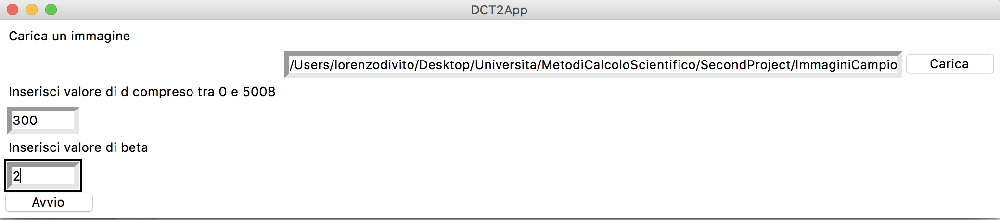 DCT2App
Carica un immagine
/Users/lorenzodivito/Desktop/Universita/MetodiCalcoloScientifico/SecondProject/ImmaginiCampio
Carica
Inserisci valore di d compreso tra 0 e 5008
300
Inserisci valore di beta
2
Avvio